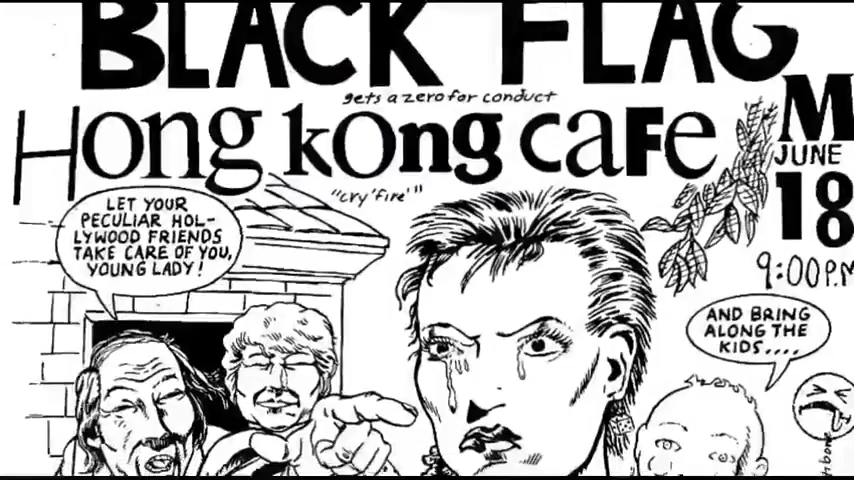 BLACK FLAG
gets a zero for conduct
HONg kONg caFe
"cry 'fire'"
M
JUNE
18
9:00 P.M
LET YOUR
PECULIAR HOL-
LYWOOD FRIENDS
TAKE CARE OF YOU,
YOUNG LADY!
AND BRING
ALONG THE
KIDS....